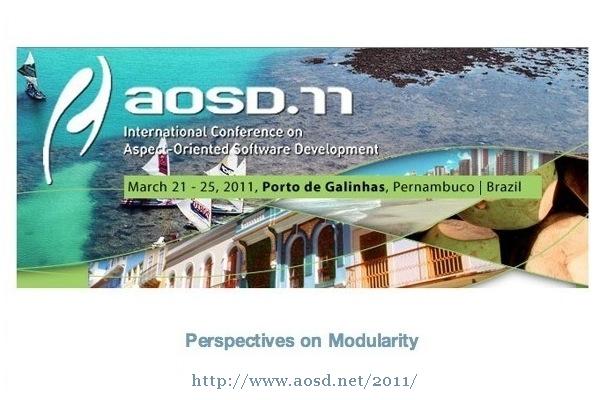 AOSD.11
International Conference on
Aspect-Oriented Software Development
March 21 - 25, 2011, Porto de Galinhas, Pernambuco | Brazil
Perspectives on Modularity
http://www.aosd.net/2011/